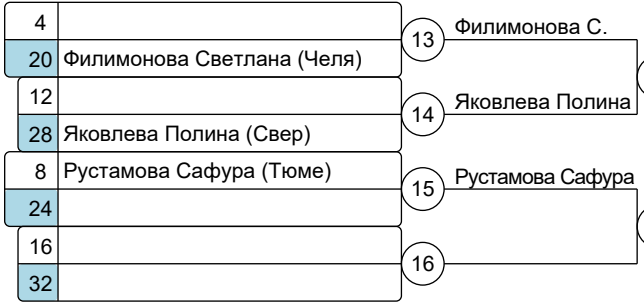 4
13 Филимонова С.
20 Филимонова Светлана (Челя)
12
14 Яковлева Полина
28 Яковлева Полина (Свер)
8 Рустамова Сафура (Тюме)
15 Рустамова Сафура
24
16
16
32